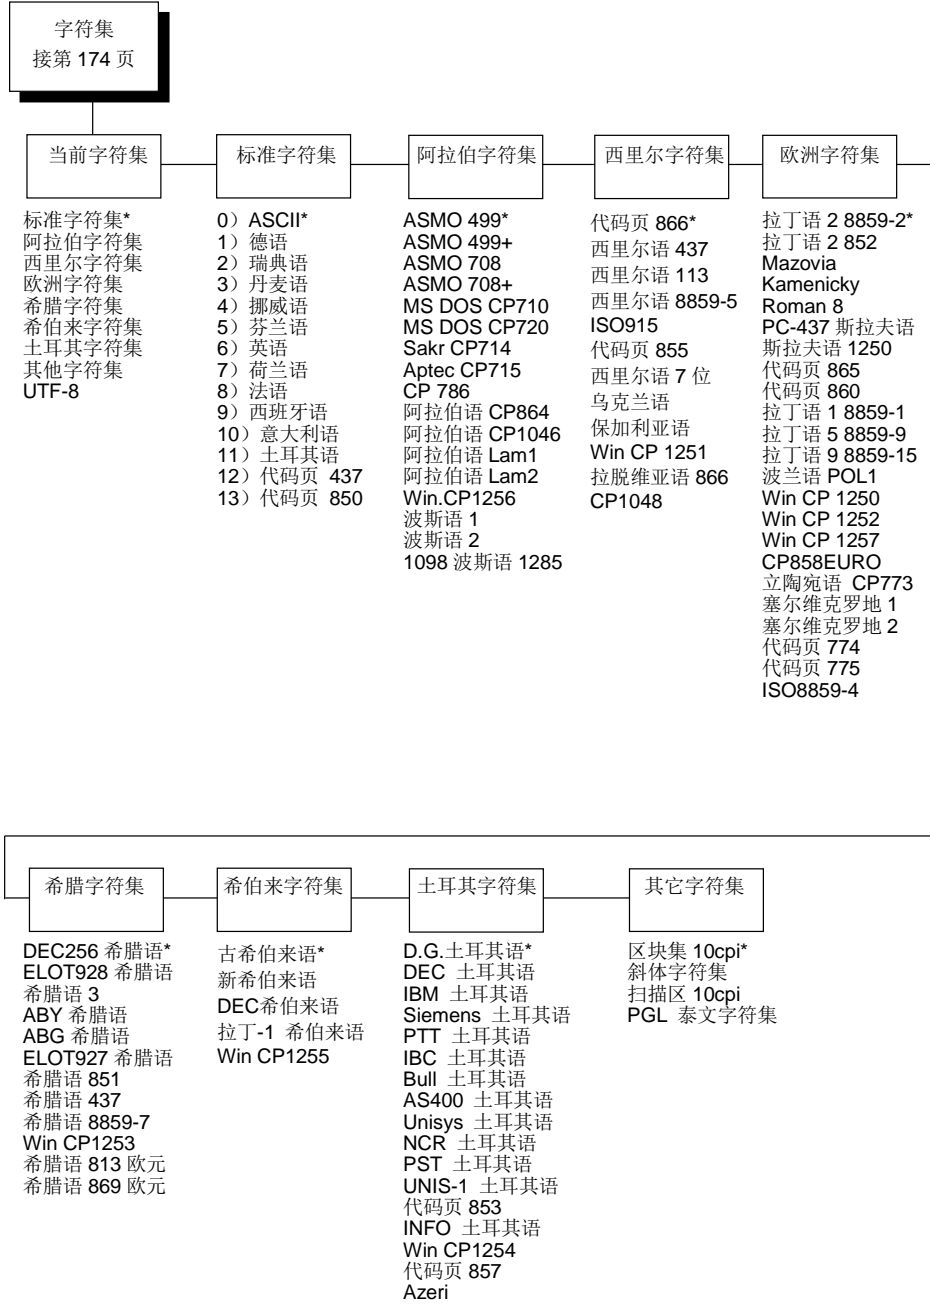 字符集
接第 174 页
当前字符集
标准字符集*
阿拉伯字符集
西里尔字符集
欧洲字符集
希腊字符集
希伯来字符集
土耳其字符集
其他字符集
UTF-8
标准字符集
0）ASCII*
1）德语
2）瑞典语
3）丹麦语
4）挪威语
5）芬兰语
6）英语
7）荷兰语
8）法语
9）西班牙语
10）意大利语
11）土耳其语
12）代码页 437
13）代码页 850
阿拉伯字符集
ASMO 499*
ASMO 499+
ASMO 708
ASMO 708+
MS DOS CP710
MS DOS CP720
Sakr CP714
Aptec CP715
CP 786
阿拉伯语 CP864
阿拉伯语 CP1046
阿拉伯语 Lam1
阿拉伯语 Lam2
Win.CP1256
波斯语 1
波斯语 2
1098 波斯语 1285
西里尔字符集
代码页 866*
西里尔语 437
西里尔语 113
西里尔语 8859-5
ISO915
代码页 855
西里尔语 7 位
乌克兰语
保加利亚语
Win CP 1251
拉脱维亚语 866
CP1048
欧洲字符集
拉丁语 2 8859-2*
拉丁语 2 852
Mazovia
Kamenicky
Roman 8
PC-437 斯拉夫语
斯拉夫语 1250
代码页 865
代码页 860
拉丁语 1 8859-1
拉丁语 5 8859-9
拉丁语 9 8859-15
波兰语 POL1
Win CP 1250
Win CP 1252
Win CP 1257
CP858EURO
立陶宛语 CP773
塞尔维克罗地 1
塞尔维克罗地 2
代码页 774
代码页 775
ISO8859-4
希腊字符集
DEC256 希腊语*
ELOT928 希腊语
希腊语 3
ABY 希腊语
ABG 希腊语
ELOT927 希腊语
希腊语 851
希腊语 437
希腊语 8859-7
Win CP1253
希腊语 813 欧元
希腊语 869 欧元
希伯来字符集
古希伯来语*
新希伯来语
DEC希伯来语
拉丁-1 希伯来语
Win CP1255
土耳其字符集
D.G.土耳其语*
DEC 土耳其语
IBM 土耳其语
Siemens 土耳其语
PTT 土耳其语
IBC 土耳其语
Bull 土耳其语
AS400 土耳其语
Unisys 土耳其语
NCR 土耳其语
PST 土耳其语
UNIS-1 土耳其语
代码页 853
INFO 土耳其语
Win CP1254
代码页 857
Azeri
其它字符集
区块集 10cpi*
斜体字符集
扫描区 10cpi
PGL 泰文字符集